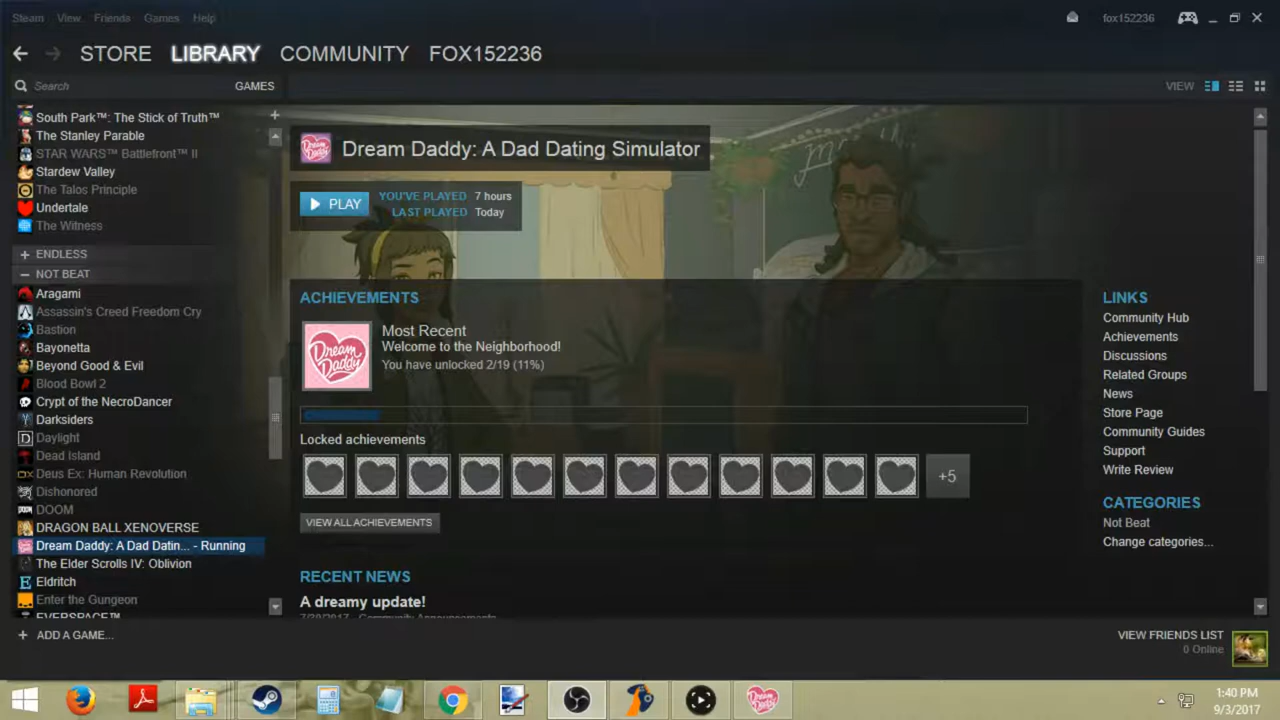 Steam View Friends Games Help
fox152236
STORE LIBRARY COMMUNITY FOX152236
Search GAMES
VIEW
South Park™: The Stick of Truth™
The Stanley Parable
STAR WARS™ Battlefront™ II
Stardew Valley
The Talos Principle
Undertale
The Witness
+ ENDLESS
− NOT BEAT
Aragami
Assassin's Creed Freedom Cry
Bastion
Bayonetta
Beyond Good & Evil
Blood Bowl 2
Crypt of the NecroDancer
Darksiders
Daylight
Dead Island
Deus Ex: Human Revolution
Dishonored
DOOM
DRAGON BALL XENOVERSE
Dream Daddy: A Dad Datin... - Running
The Elder Scrolls IV: Oblivion
Eldritch
Enter the Gungeon
EVERSPACE™
+ ADD A GAME...
Dream Daddy: A Dad Dating Simulator
PLAY
YOU'VE PLAYED 7 hours
LAST PLAYED Today
ACHIEVEMENTS
Dream Daddy
Most Recent
Welcome to the Neighborhood!
You have unlocked 2/19 (11%)
Locked achievements
+5
VIEW ALL ACHIEVEMENTS
RECENT NEWS
A dreamy update!
Community Announcements
LINKS
Community Hub
Achievements
Discussions
Related Groups
News
Store Page
Community Guides
Support
Write Review
CATEGORIES
Not Beat
Change categories...
VIEW FRIENDS LIST
0 Online
1:40 PM
9/3/2017